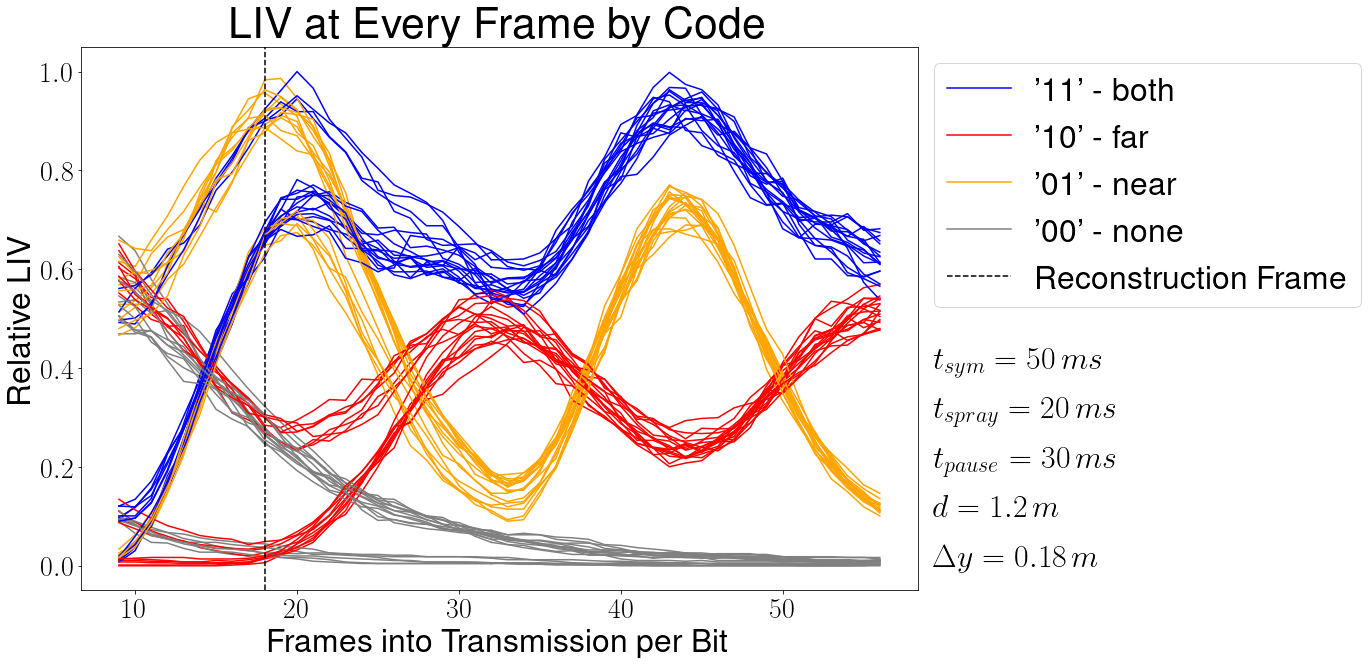 LIV at Every Frame by Code
Relative LIV
1.0
0.8
0.6
0.4
0.2
0.0
10 20 30 40 50
Frames into Transmission per Bit
'11' - both
'10' - far
'01' - near
'00' - none
Reconstruction Frame
t_{sym} = 50 ms
t_{spray} = 20 ms
t_{pause} = 30 ms
d = 1.2 m
Δy = 0.18 m